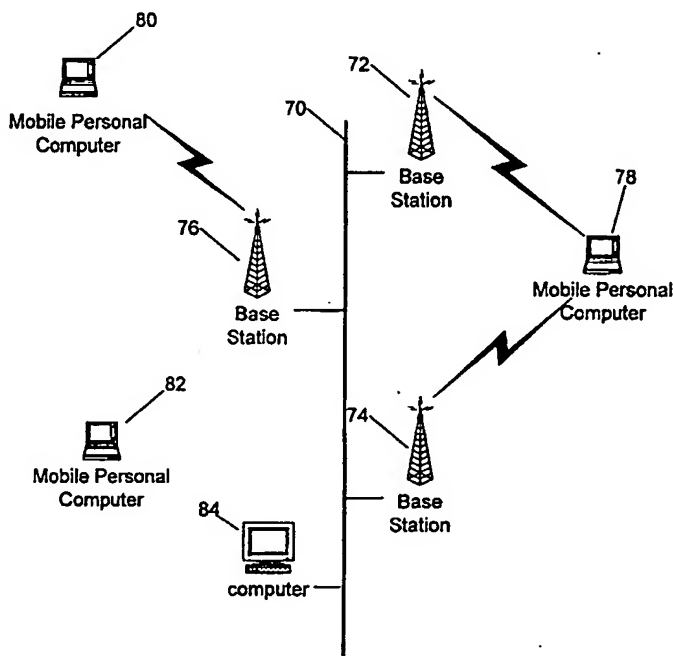 80
Mobile Personal
Computer
72
70
Base
Station
78
Mobile Personal
Computer
76
Base
Station
82
Mobile Personal
Computer
74
Base
Station
84
computer